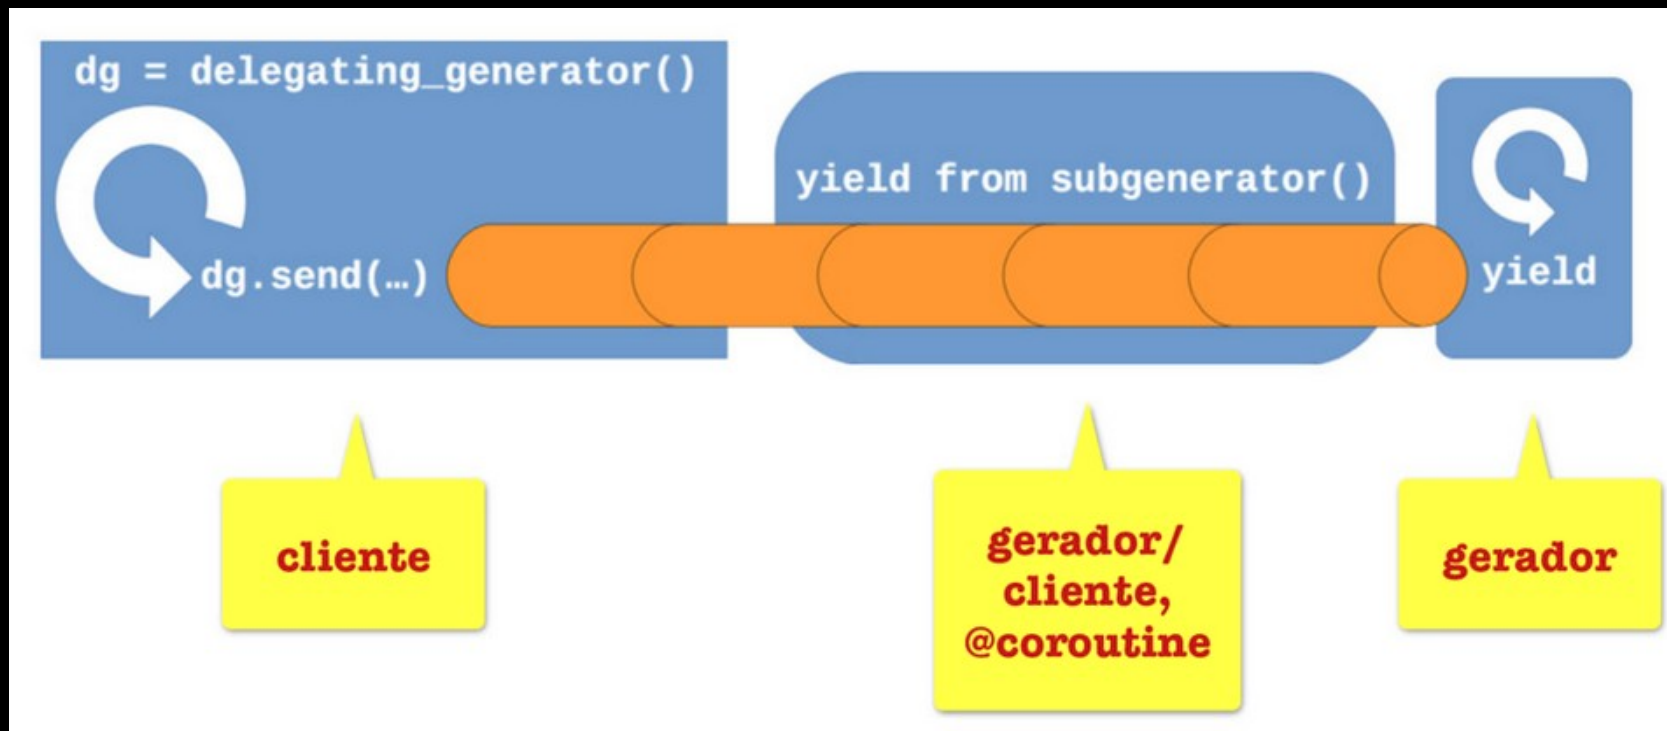 dg = delegating_generator()
dg.send(…)
yield from subgenerator()
yield
cliente
gerador/
cliente,
@coroutine
gerador